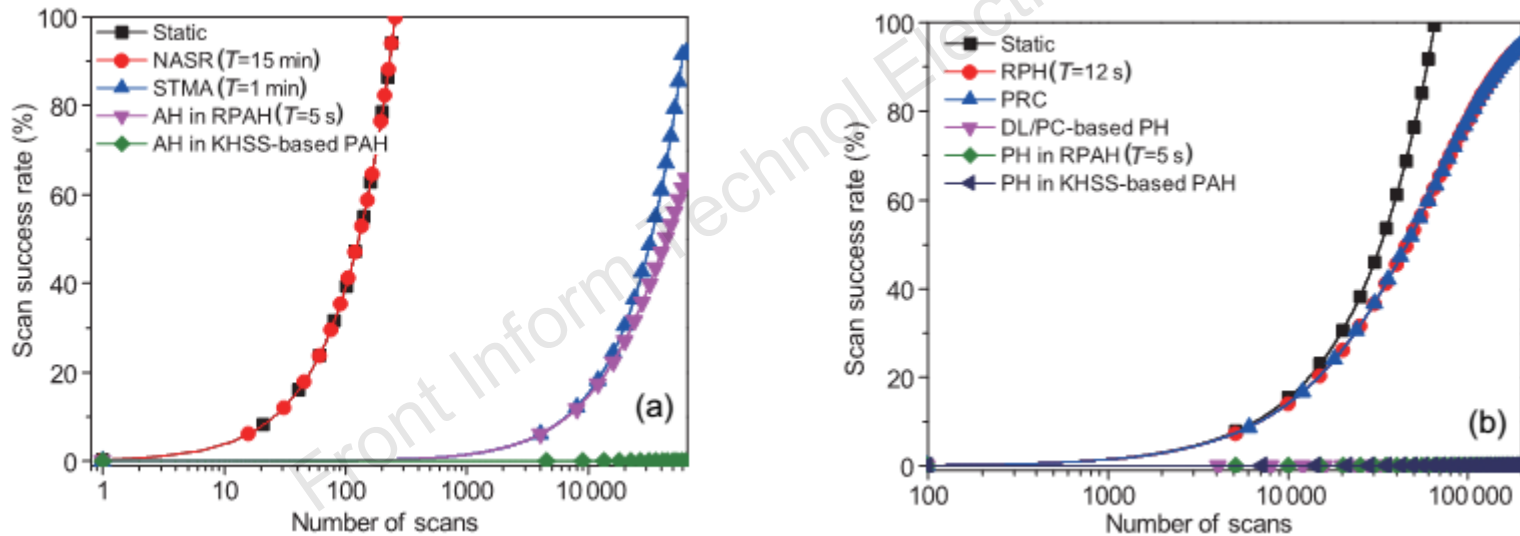 100
80
60
40
20
0
Scan success rate (%)
Static
NASR (T=15 min)
STMA (T=1 min)
AH in RPAH (T=5 s)
AH in KHSS-based PAH
(a)
1 10 100 1000 10 000
Number of scans
100
80
60
40
20
0
Scan success rate (%)
Static
RPH (T=12 s)
PRC
DL/PC-based PH
PH in RPAH (T=5 s)
PH in KHSS-based PAH
(b)
100 1000 10 000 100 000
Number of scans
Front Inform Technol Electr